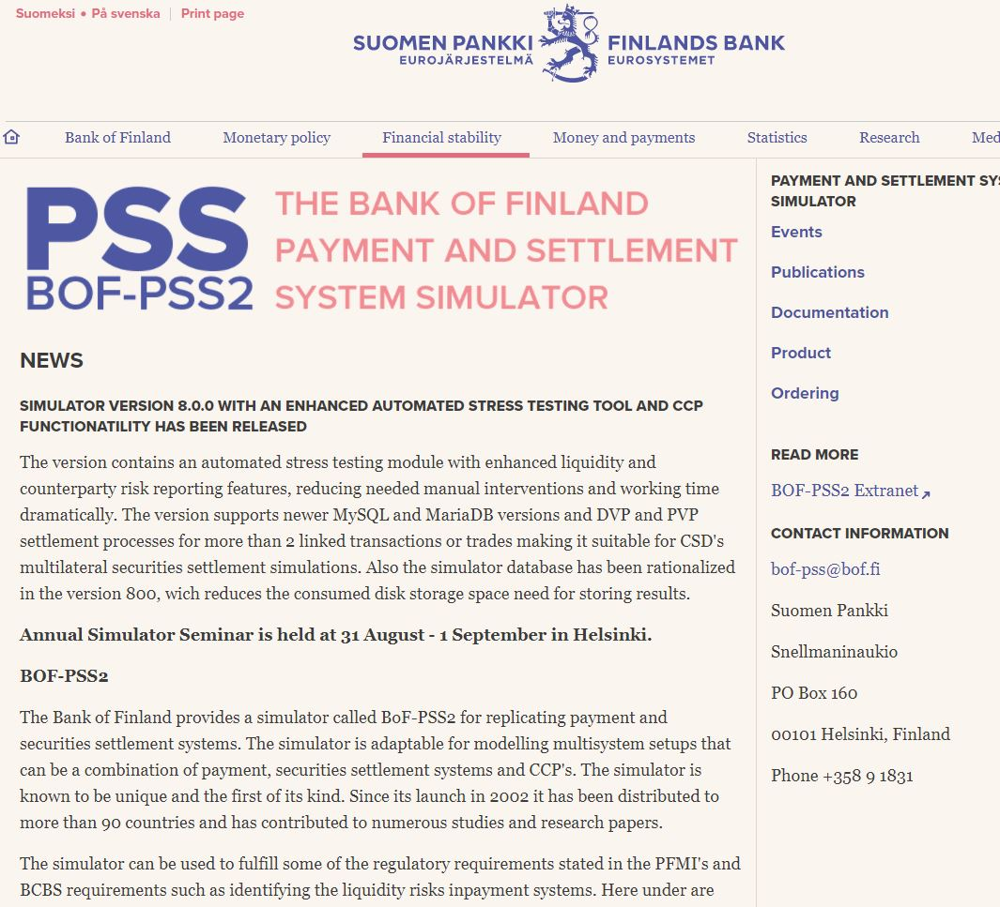 Suomeksi • På svenska | Print page
SUOMEN PANKKI
EUROJÄRJESTELMÄ
FINLANDS BANK
EUROSYSTEMET
Bank of Finland Monetary policy Financial stability Money and payments Statistics Research Med
PSS
BOF-PSS2
THE BANK OF FINLAND
PAYMENT AND SETTLEMENT
SYSTEM SIMULATOR
NEWS
SIMULATOR VERSION 8.0.0 WITH AN ENHANCED AUTOMATED STRESS TESTING TOOL AND CCP
FUNCTIONATILITY HAS BEEN RELEASED
The version contains an automated stress testing module with enhanced liquidity and
counterparty risk reporting features, reducing needed manual interventions and working time
dramatically. The version supports newer MySQL and MariaDB versions and DVP and PVP
settlement processes for more than 2 linked transactions or trades making it suitable for CSD's
multilateral securities settlement simulations. Also the simulator database has been rationalized
in the version 800, wich reduces the consumed disk storage space need for storing results.
Annual Simulator Seminar is held at 31 August - 1 September in Helsinki.
BOF-PSS2
The Bank of Finland provides a simulator called BoF-PSS2 for replicating payment and
securities settlement systems. The simulator is adaptable for modelling multisystem setups that
can be a combination of payment, securities settlement systems and CCP's. The simulator is
known to be unique and the first of its kind. Since its launch in 2002 it has been distributed to
more than 90 countries and has contributed to numerous studies and research papers.
The simulator can be used to fulfill some of the regulatory requirements stated in the PFMI's and
BCBS requirements such as identifying the liquidity risks inpayment systems. Here under are
PAYMENT AND SETTLEMENT SYS
SIMULATOR
Events
Publications
Documentation
Product
Ordering
READ MORE
BOF-PSS2 Extranet
CONTACT INFORMATION
bof-pss@bof.fi
Suomen Pankki
Snellmaninaukio
PO Box 160
00101 Helsinki, Finland
Phone +358 9 1831